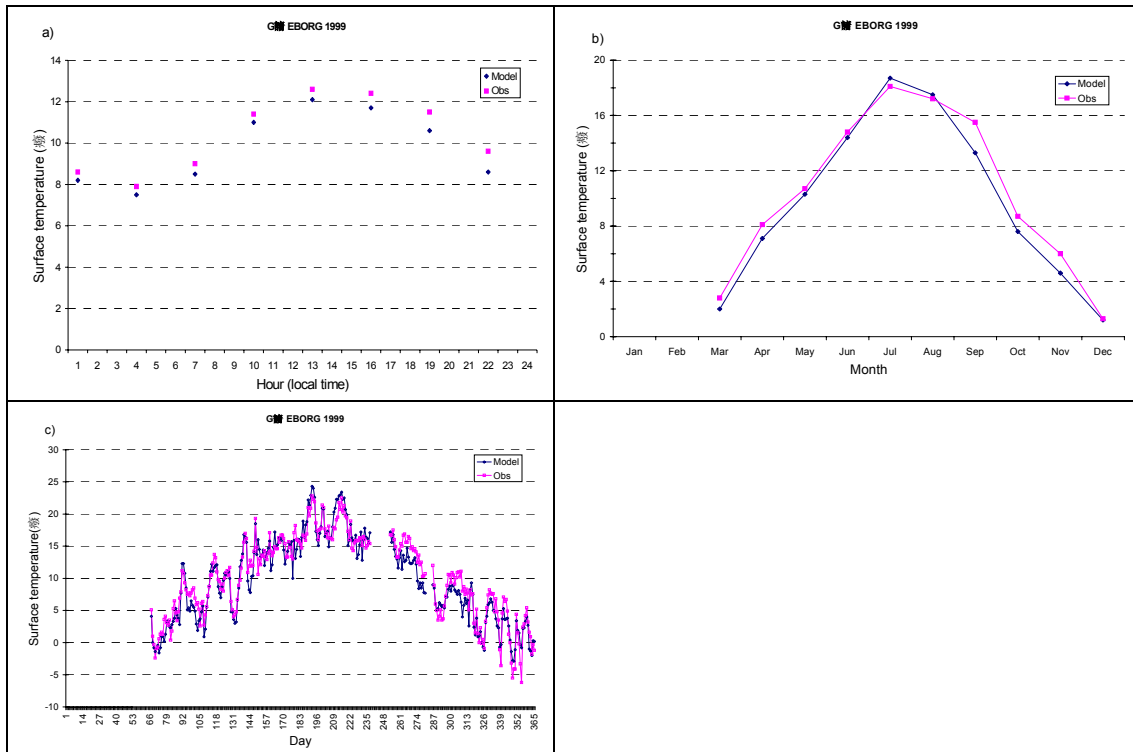 a)
G鰐 EBORG 1999
Surface temperature (癈)
14
12
10
8
6
4
2
0
Model
Obs
1 2 3 4 5 6 7 8 9 10 11 12 13 14 15 16 17 18 19 20 21 22 23 24
Hour (local time)
b)
EBORG 1999
Surface temperature (癈)
20
16
12
8
4
0
Model
Obs
Jan Feb Mar Apr May Jun Jul Aug Sep Oct Nov Dec
Month
c)
EBORG 1999
Surface temperature(癈)
30
25
20
15
10
5
0
-5
-10
Model
Obs
1 14 27 40 53 66 79 92 105 118 131 144 157 170 183 196 209 222 235 248 261 274 287 300 313 326 339 352 365
Day